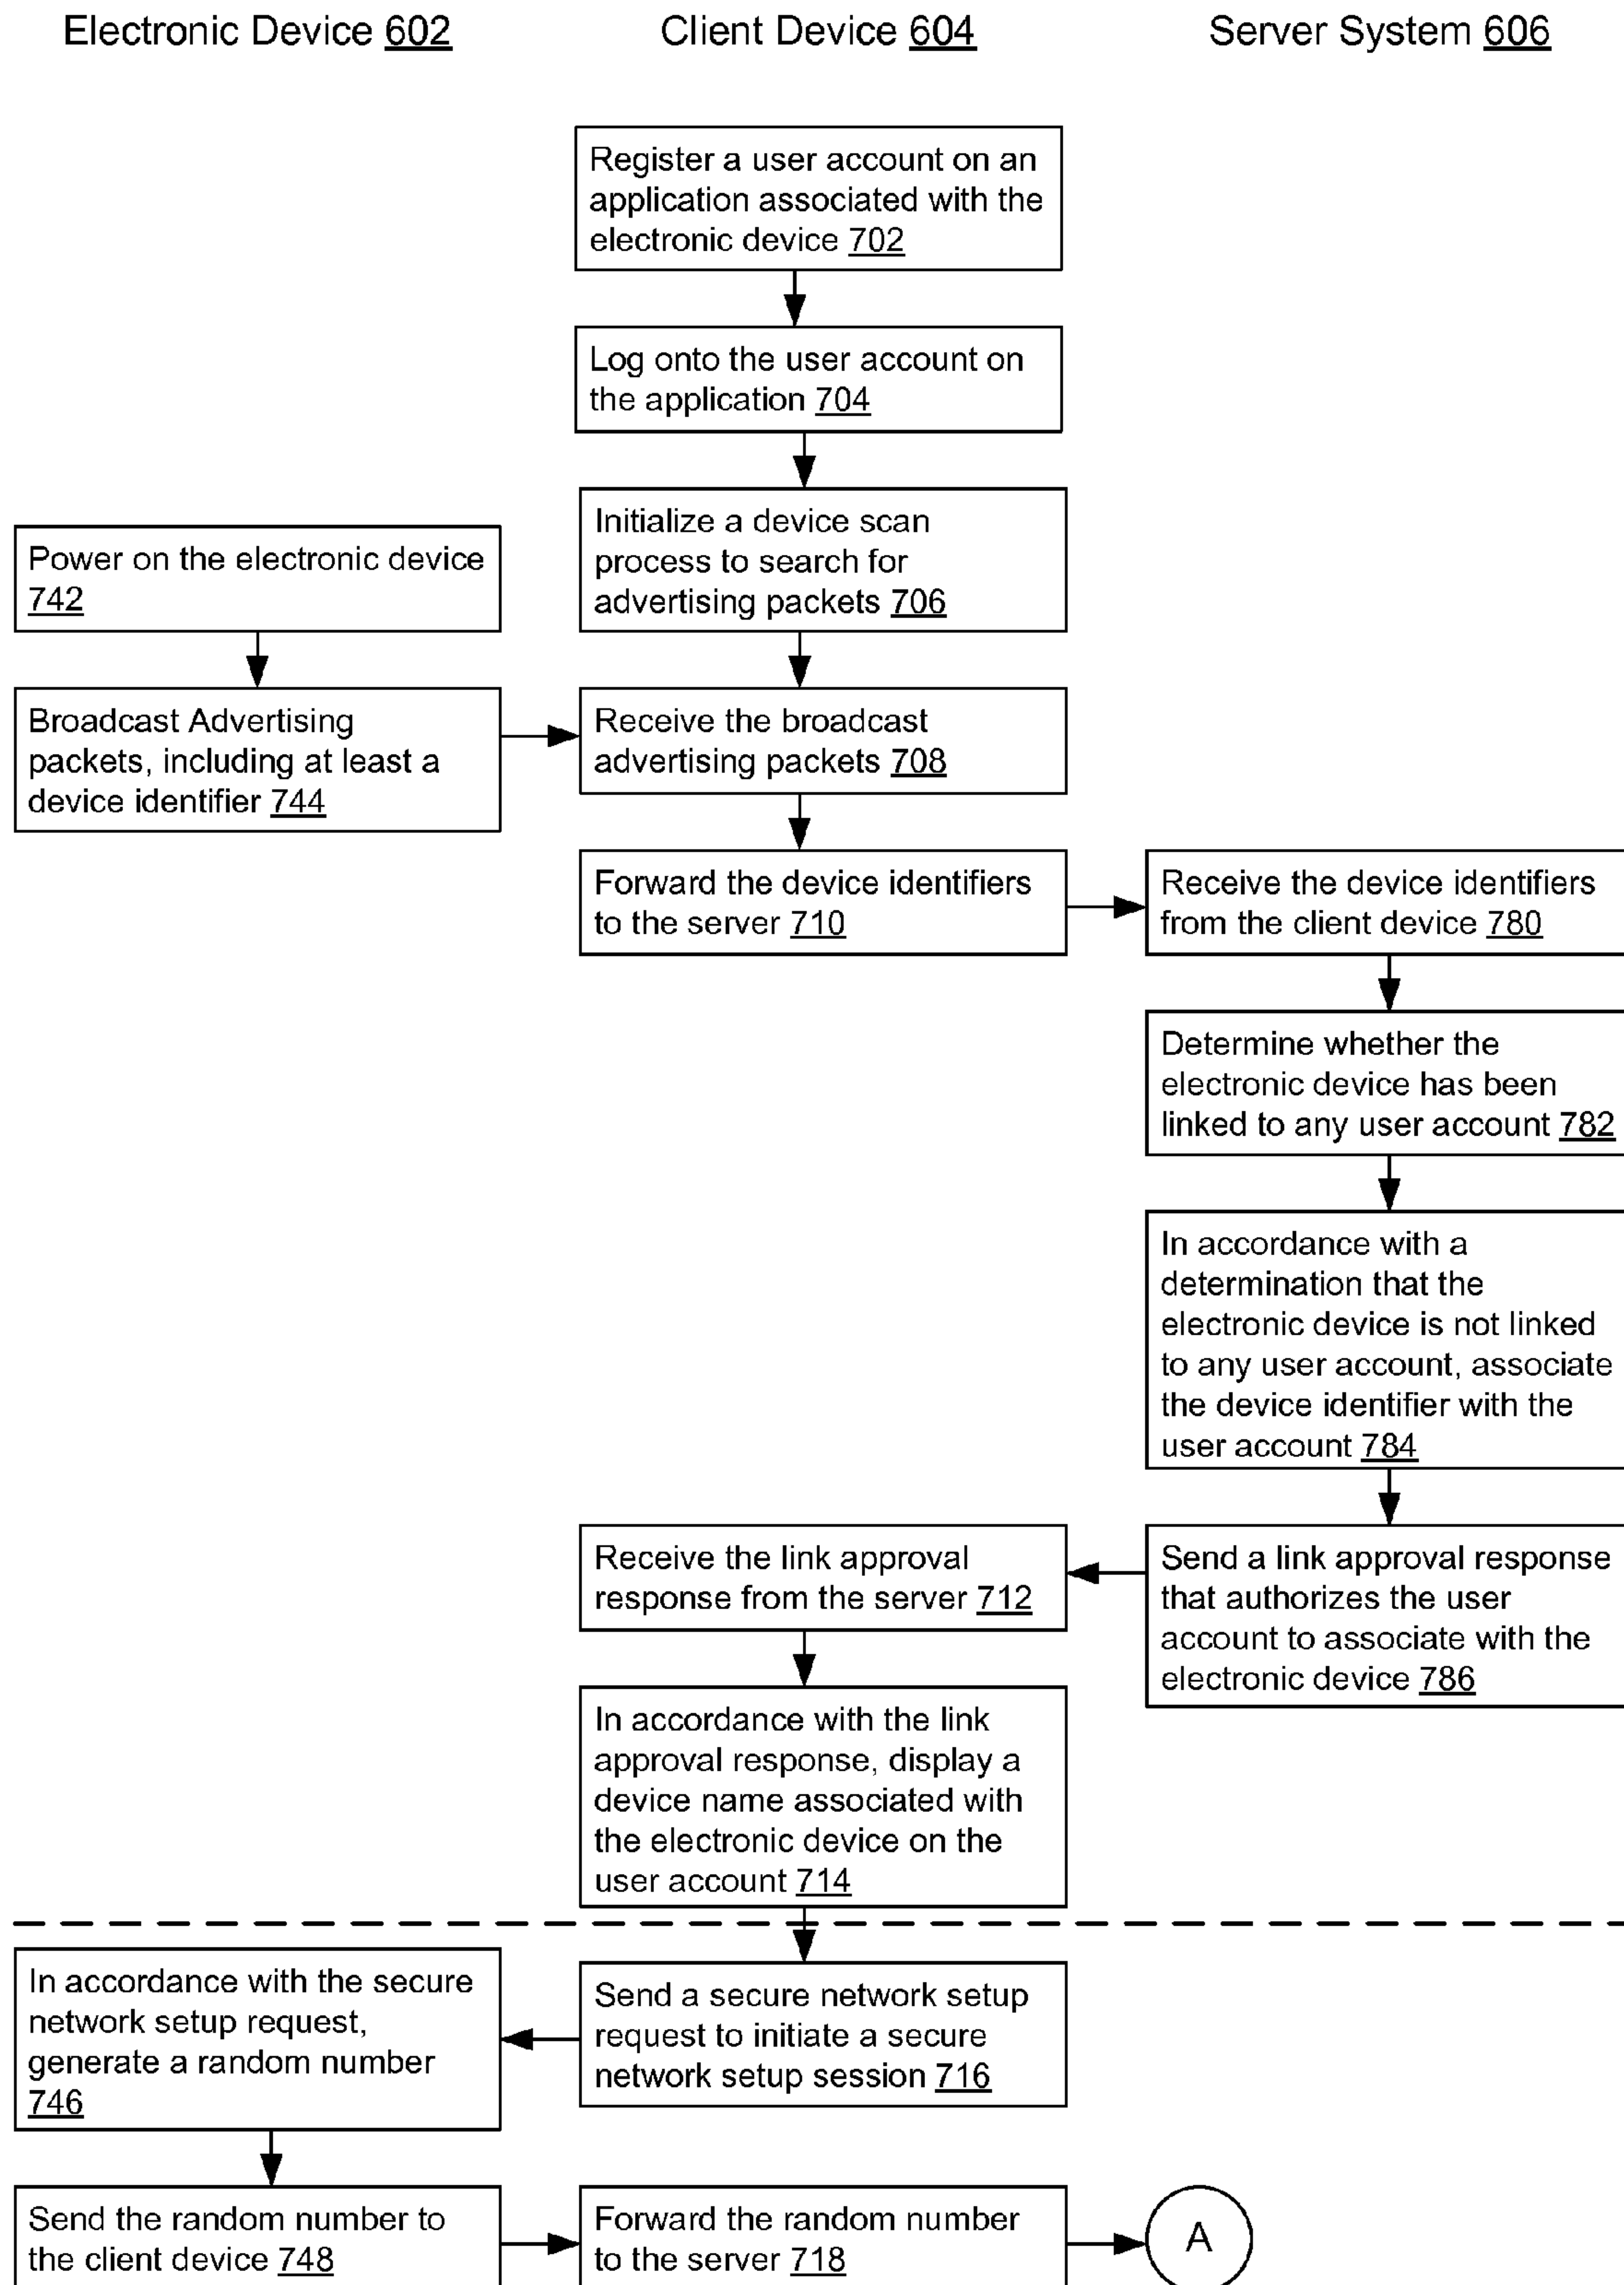 Electronic Device 602
Client Device 604
Server System 606
Register a user account on an
application associated with the
electronic device 702
Log onto the user account on
the application 704
Initialize a device scan
process to search for
advertising packets 706
Power on the electronic device
742
Broadcast Advertising
packets, including at least a
device identifier 744
Receive the broadcast
advertising packets 708
Forward the device identifiers
to the server 710
Receive the device identifiers
from the client device 780
Determine whether the
electronic device has been
linked to any user account 782
In accordance with a
determination that the
electronic device is not linked
to any user account, associate
the device identifier with the
user account 784
Send a link approval response
that authorizes the user
account to associate with the
electronic device 786
Receive the link approval
response from the server 712
In accordance with the link
approval response, display a
device name associated with
the electronic device on the
user account 714
Send a secure network setup
request to initiate a secure
network setup session 716
In accordance with the secure
network setup request,
generate a random number
746
Send the random number to
the client device 748
Forward the random number
to the server 718
A